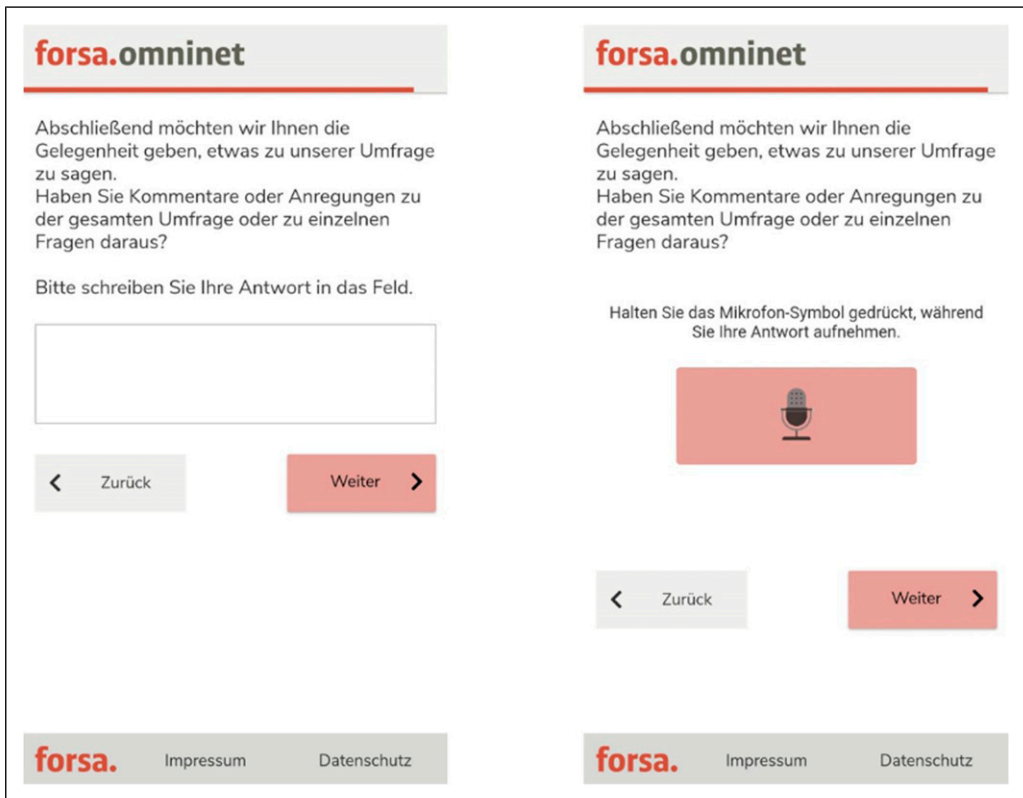 forsa.omninet
Abschließend möchten wir Ihnen die
Gelegenheit geben, etwas zu unserer Umfrage
zu sagen.
Haben Sie Kommentare oder Anregungen zu
der gesamten Umfrage oder zu einzelnen
Fragen daraus?
Bitte schreiben Sie Ihre Antwort in das Feld.
Zurück
Weiter
forsa.
Impressum
Datenschutz
forsa.omninet
Abschließend möchten wir Ihnen die
Gelegenheit geben, etwas zu unserer Umfrage
zu sagen.
Haben Sie Kommentare oder Anregungen zu
der gesamten Umfrage oder zu einzelnen
Fragen daraus?
Halten Sie das Mikrofon-Symbol gedrückt, während
Sie Ihre Antwort aufnehmen.
Zurück
Weiter
forsa.
Impressum
Datenschutz